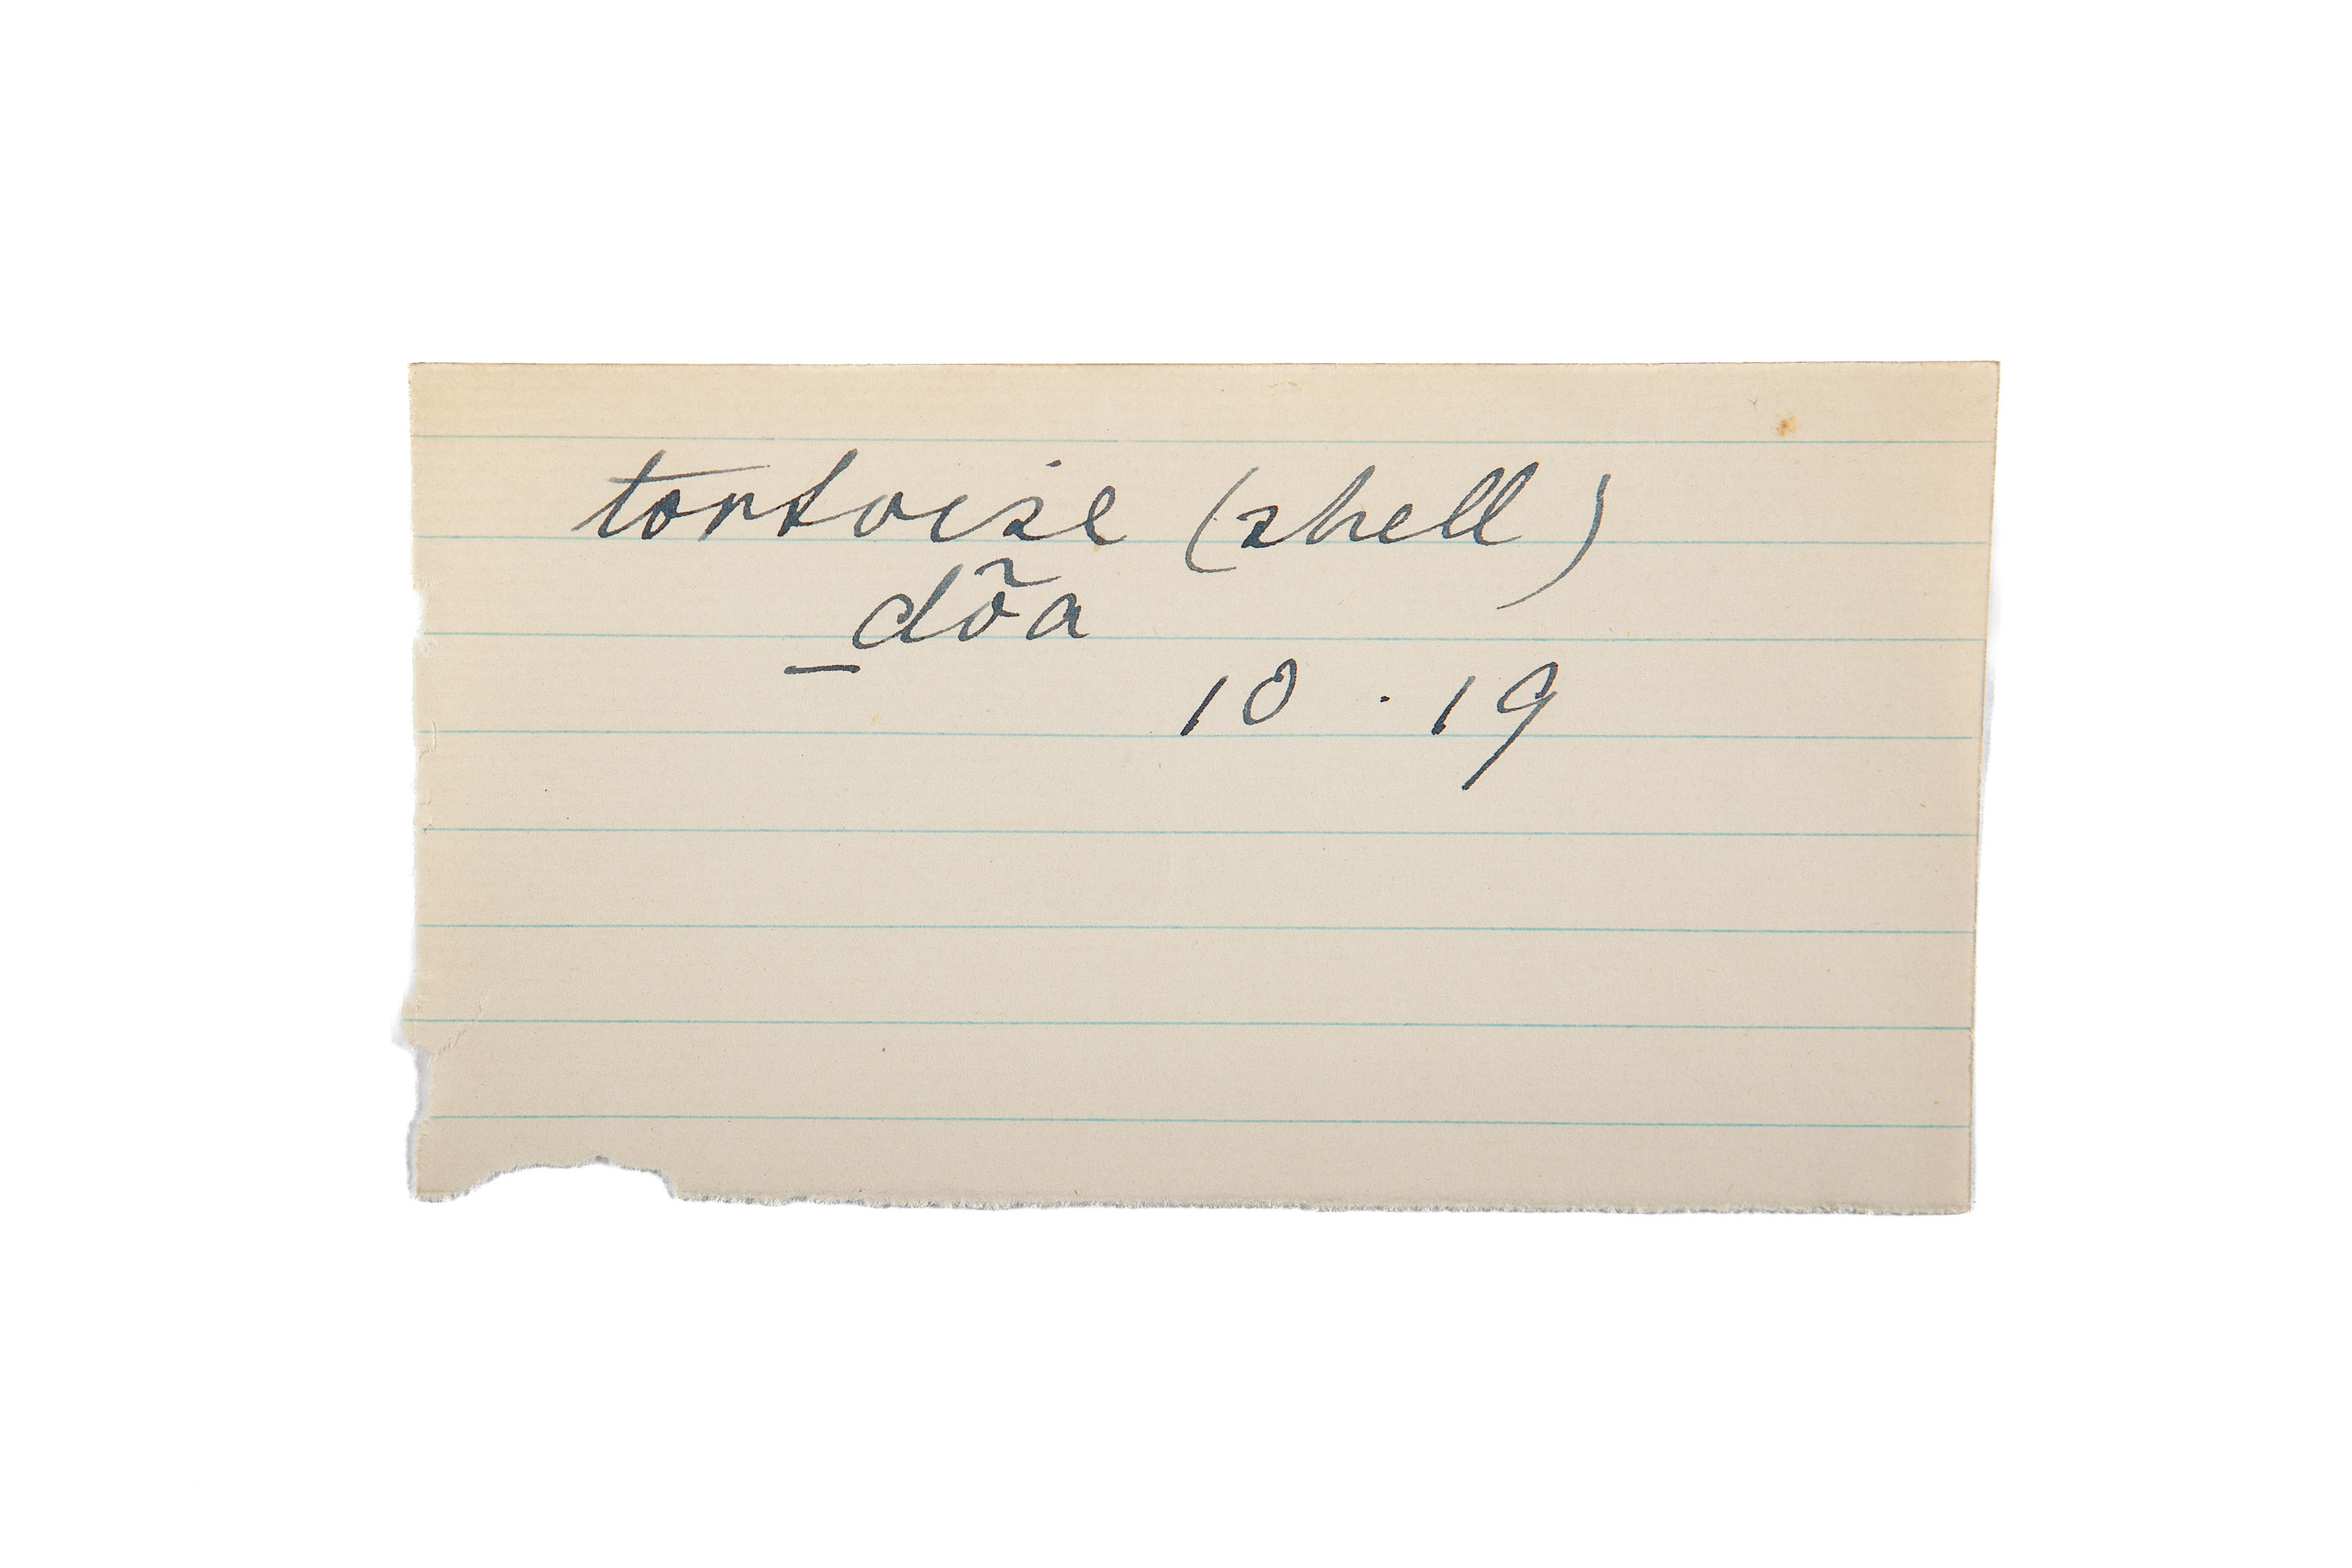 tortoise (shell)
_dõa
10 . 19